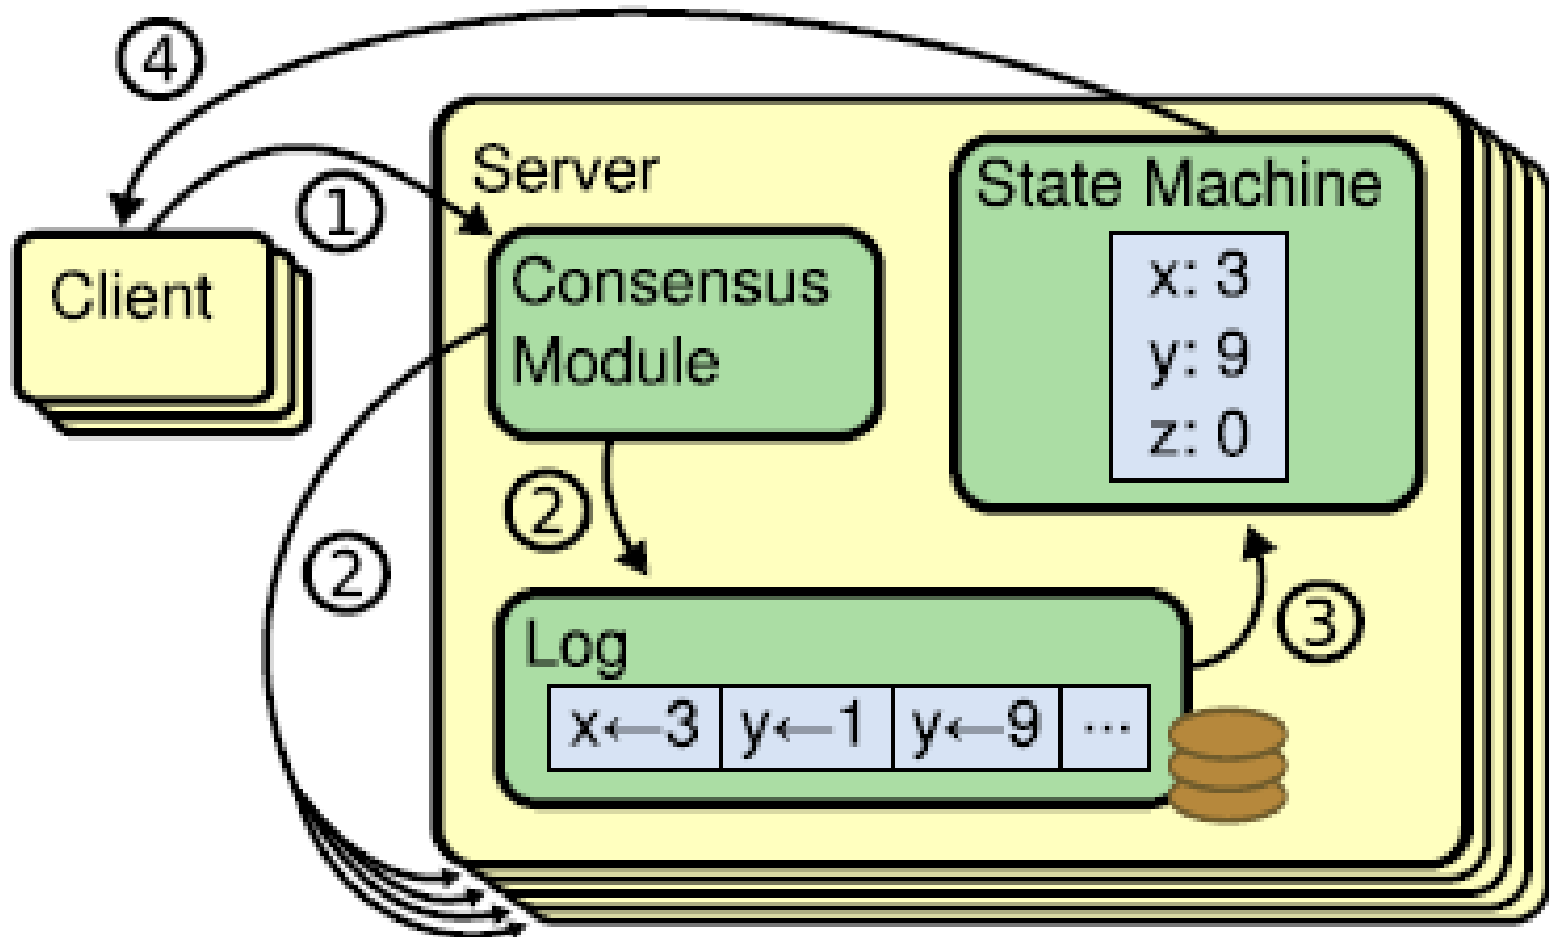 ④
①
Server
State Machine
Client
Consensus
Module
x: 3
y: 9
z: 0
②
②
③
Log
x←3 y←1 y←9 ...